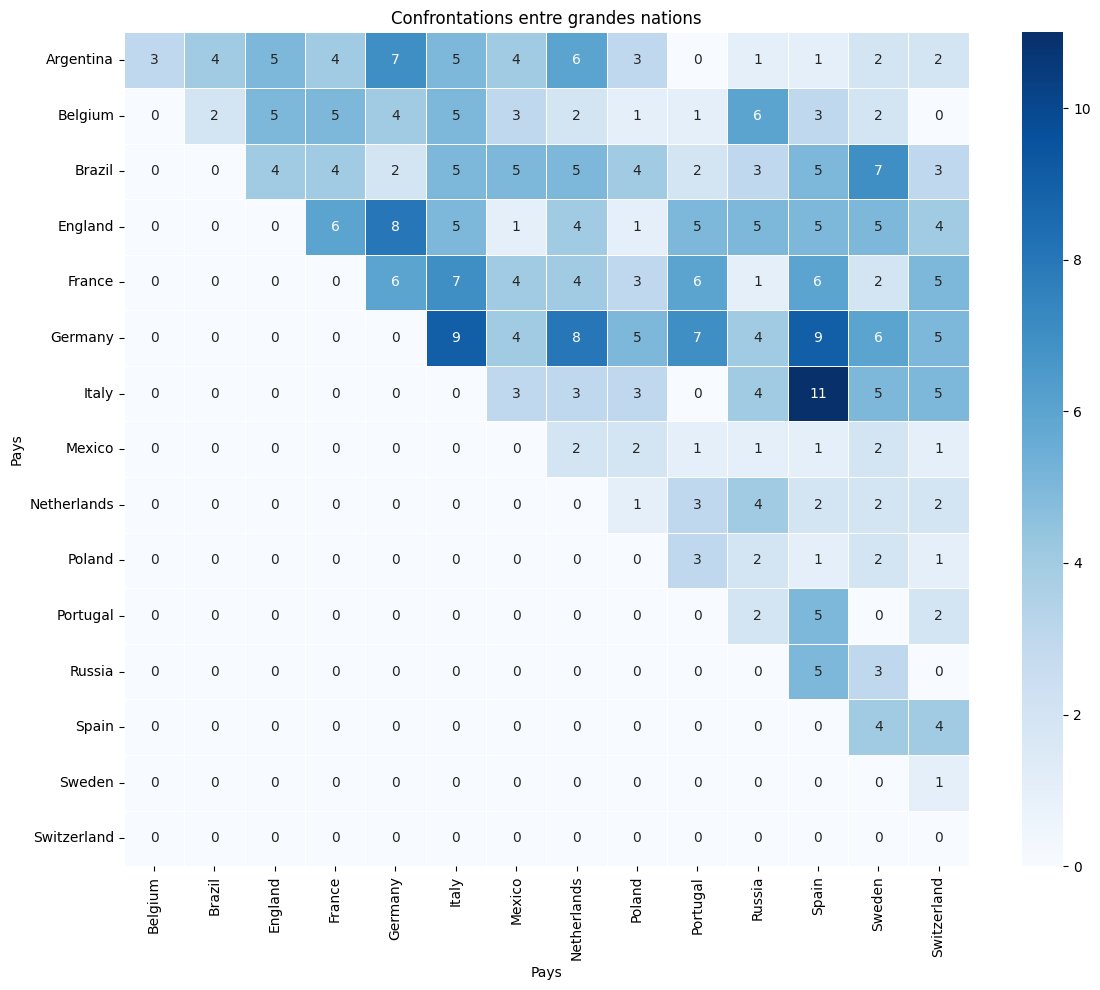 Confrontations entre grandes nations
Argentina 3 4 5 4 7 5 4 6 3 0 1 1 2 2
Belgium 0 2 5 5 4 5 3 2 1 1 6 3 2 0
Brazil 0 0 4 4 2 5 5 5 4 2 3 5 7 3
England 0 0 0 6 8 5 1 4 1 5 5 5 5 4
France 0 0 0 0 6 7 4 4 3 6 1 6 2 5
Germany 0 0 0 0 0 9 4 8 5 7 4 9 6 5
Italy 0 0 0 0 0 0 3 3 3 0 4 11 5 5
Mexico 0 0 0 0 0 0 0 2 2 1 1 1 2 1
Netherlands 0 0 0 0 0 0 0 0 1 3 4 2 2 2
Poland 0 0 0 0 0 0 0 0 0 3 2 1 2 1
Portugal 0 0 0 0 0 0 0 0 0 0 2 5 0 2
Russia 0 0 0 0 0 0 0 0 0 0 0 5 3 0
Spain 0 0 0 0 0 0 0 0 0 0 0 0 4 4
Sweden 0 0 0 0 0 0 0 0 0 0 0 0 0 1
Switzerland 0 0 0 0 0 0 0 0 0 0 0 0 0 0
Pays
Belgium Brazil England France Germany Italy Mexico Netherlands Poland Portugal Russia Spain Sweden Switzerland
Pays
10
8
6
4
2
0